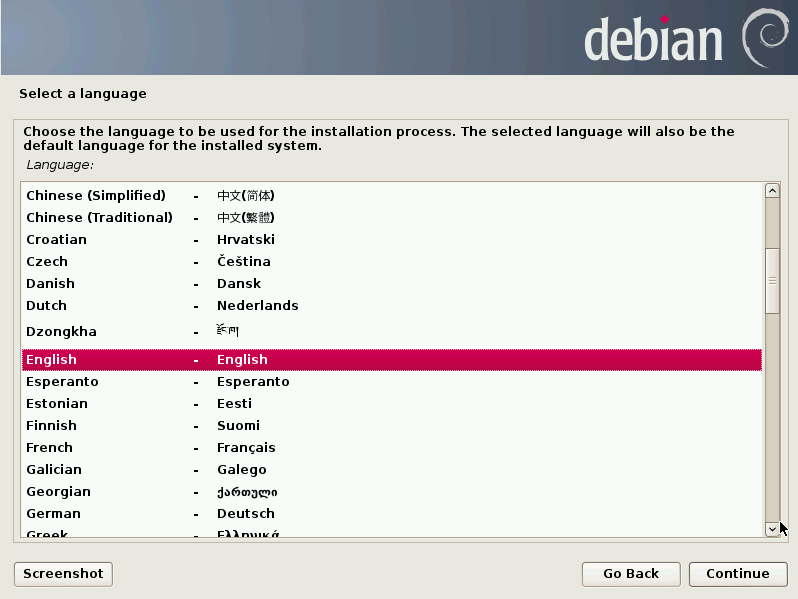 debian
Select a language
Choose the language to be used for the installation process. The selected language will also be the
default language for the installed system.
Language:
Chinese (Simplified) - 中文(简体)
Chinese (Traditional) - 中文(繁體)
Croatian - Hrvatski
Czech - Čeština
Danish - Dansk
Dutch - Nederlands
Dzongkha - རྫོང་ཁ།
English - English
Esperanto - Esperanto
Estonian - Eesti
Finnish - Suomi
French - Français
Galician - Galego
Georgian - ქართული
German - Deutsch
Greek - Ελληνικά
Screenshot Go Back Continue